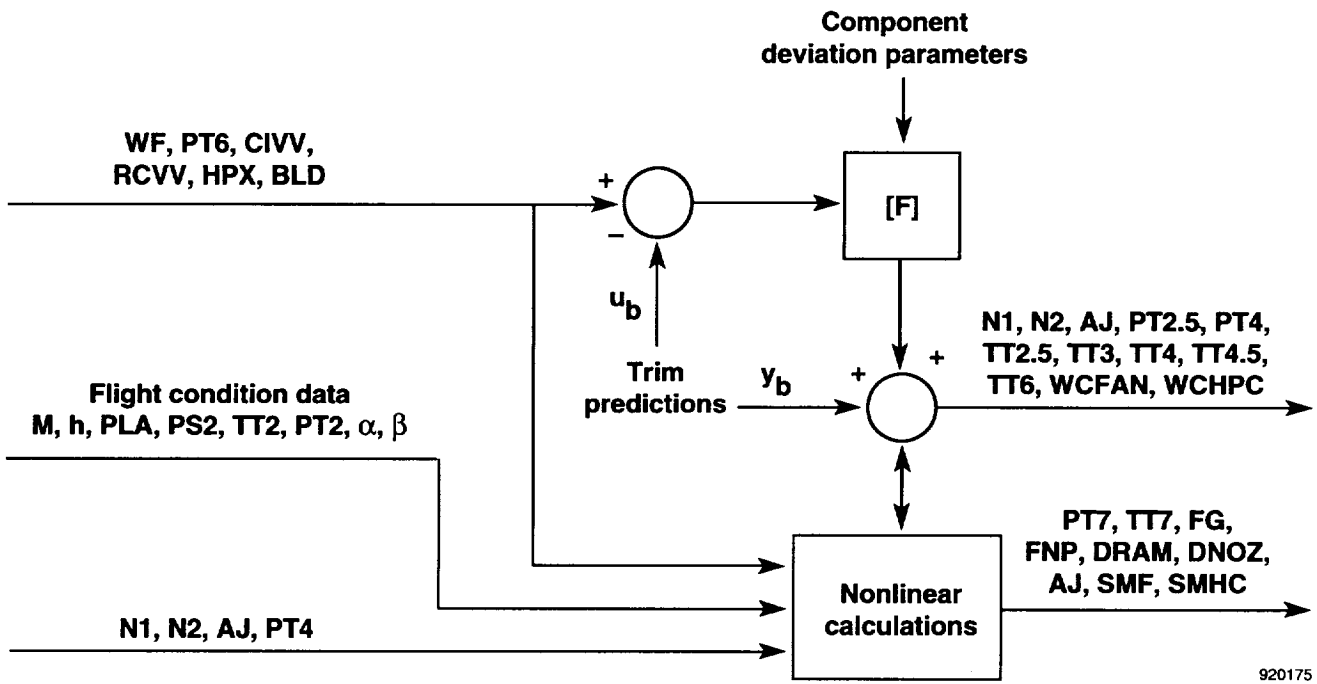 Component
deviation parameters
WF, PT6, CIVV,
RCVV, HPX, BLD
+
−
[F]
u_b
Trim
predictions
y_b
+
+
N1, N2, AJ, PT2.5, PT4,
TT2.5, TT3, TT4, TT4.5,
TT6, WCFAN, WCHPC
Flight condition data
M, h, PLA, PS2, TT2, PT2, α, β
N1, N2, AJ, PT4
Nonlinear
calculations
PT7, TT7, FG,
FNP, DRAM, DNOZ,
AJ, SMF, SMHC
920175